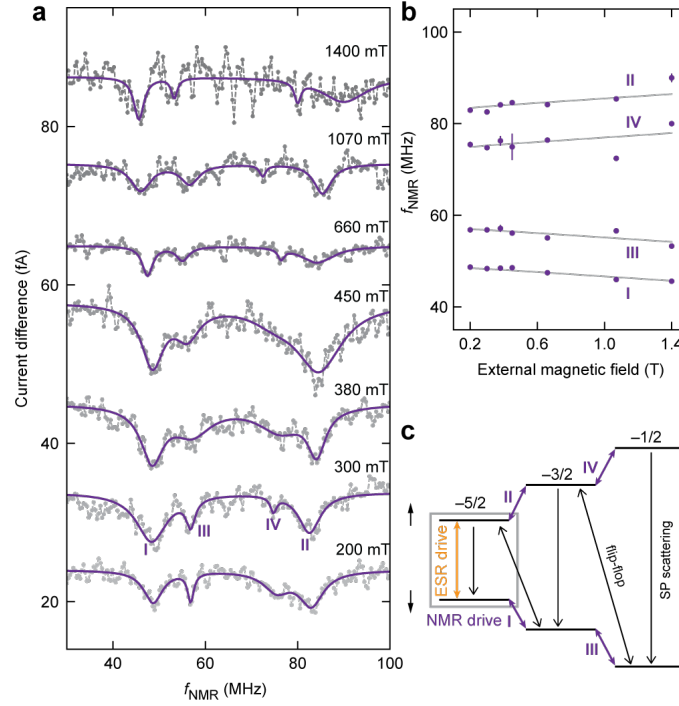 a
1400 mT
1070 mT
660 mT
450 mT
380 mT
300 mT
200 mT
I
III
IV
II
80
60
40
20
Current difference (fA)
40
60
80
100
f_NMR (MHz)
b
100
80
60
40
f_NMR (MHz)
II
IV
III
I
0.2
0.6
1.0
1.4
External magnetic field (T)
c
–1/2
IV
–3/2
II
–5/2
ESR drive
flip-flop
SP scattering
NMR drive
I
III